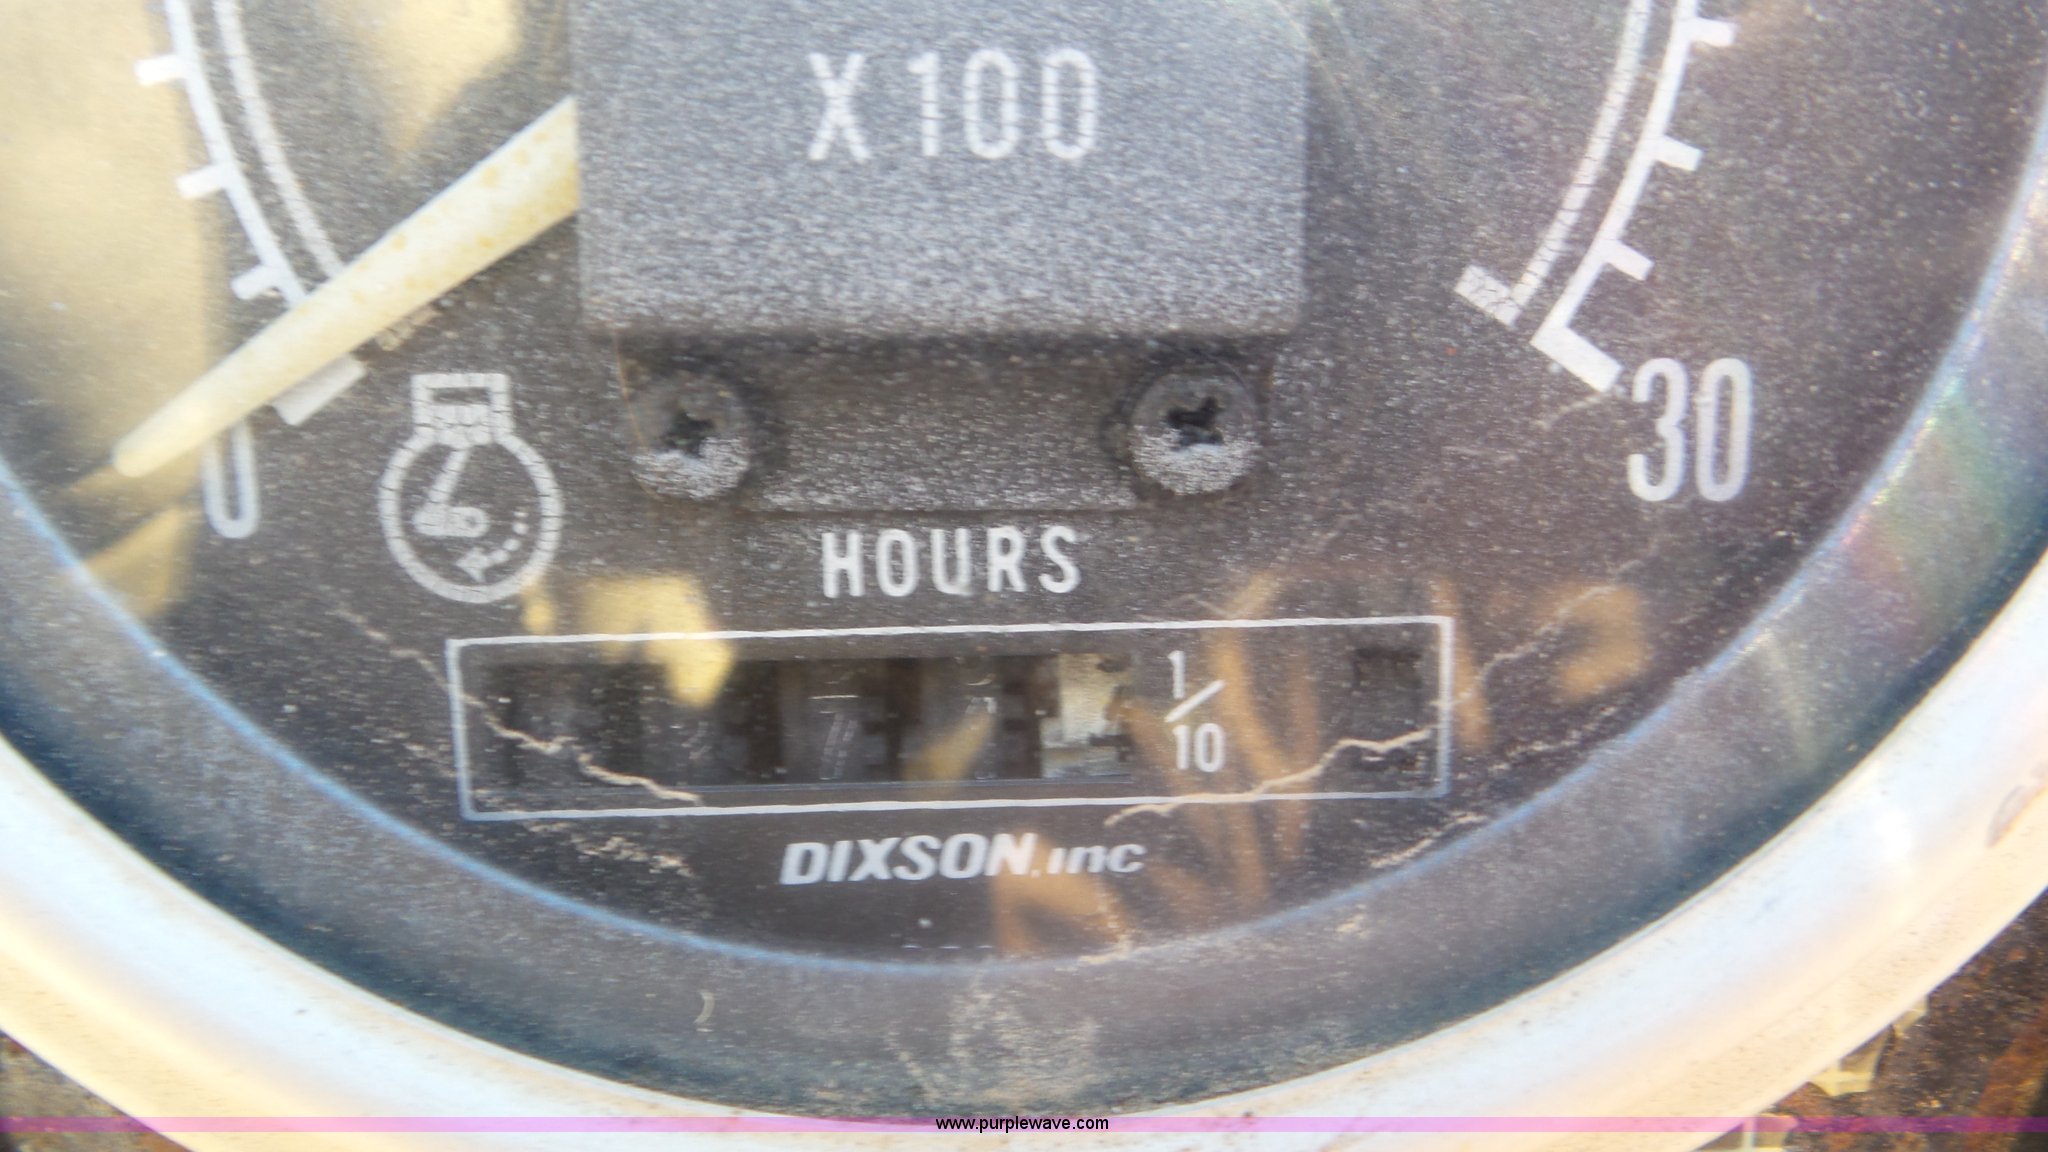 X100
0
30
HOURS
1/10
DIXSON, inc
www.purplewave.com